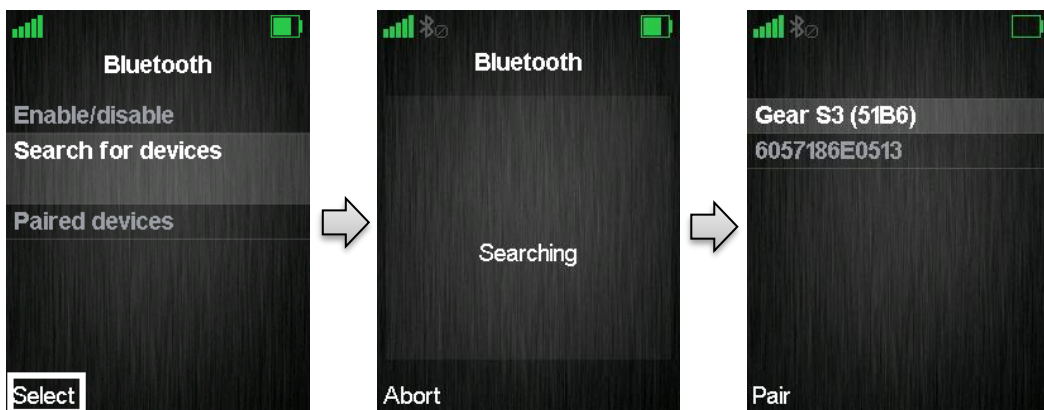 Bluetooth
Enable/disable
Search for devices
Paired devices
Select
Bluetooth
Searching
Abort
Gear S3 (51B6)
6057186E0513
Pair